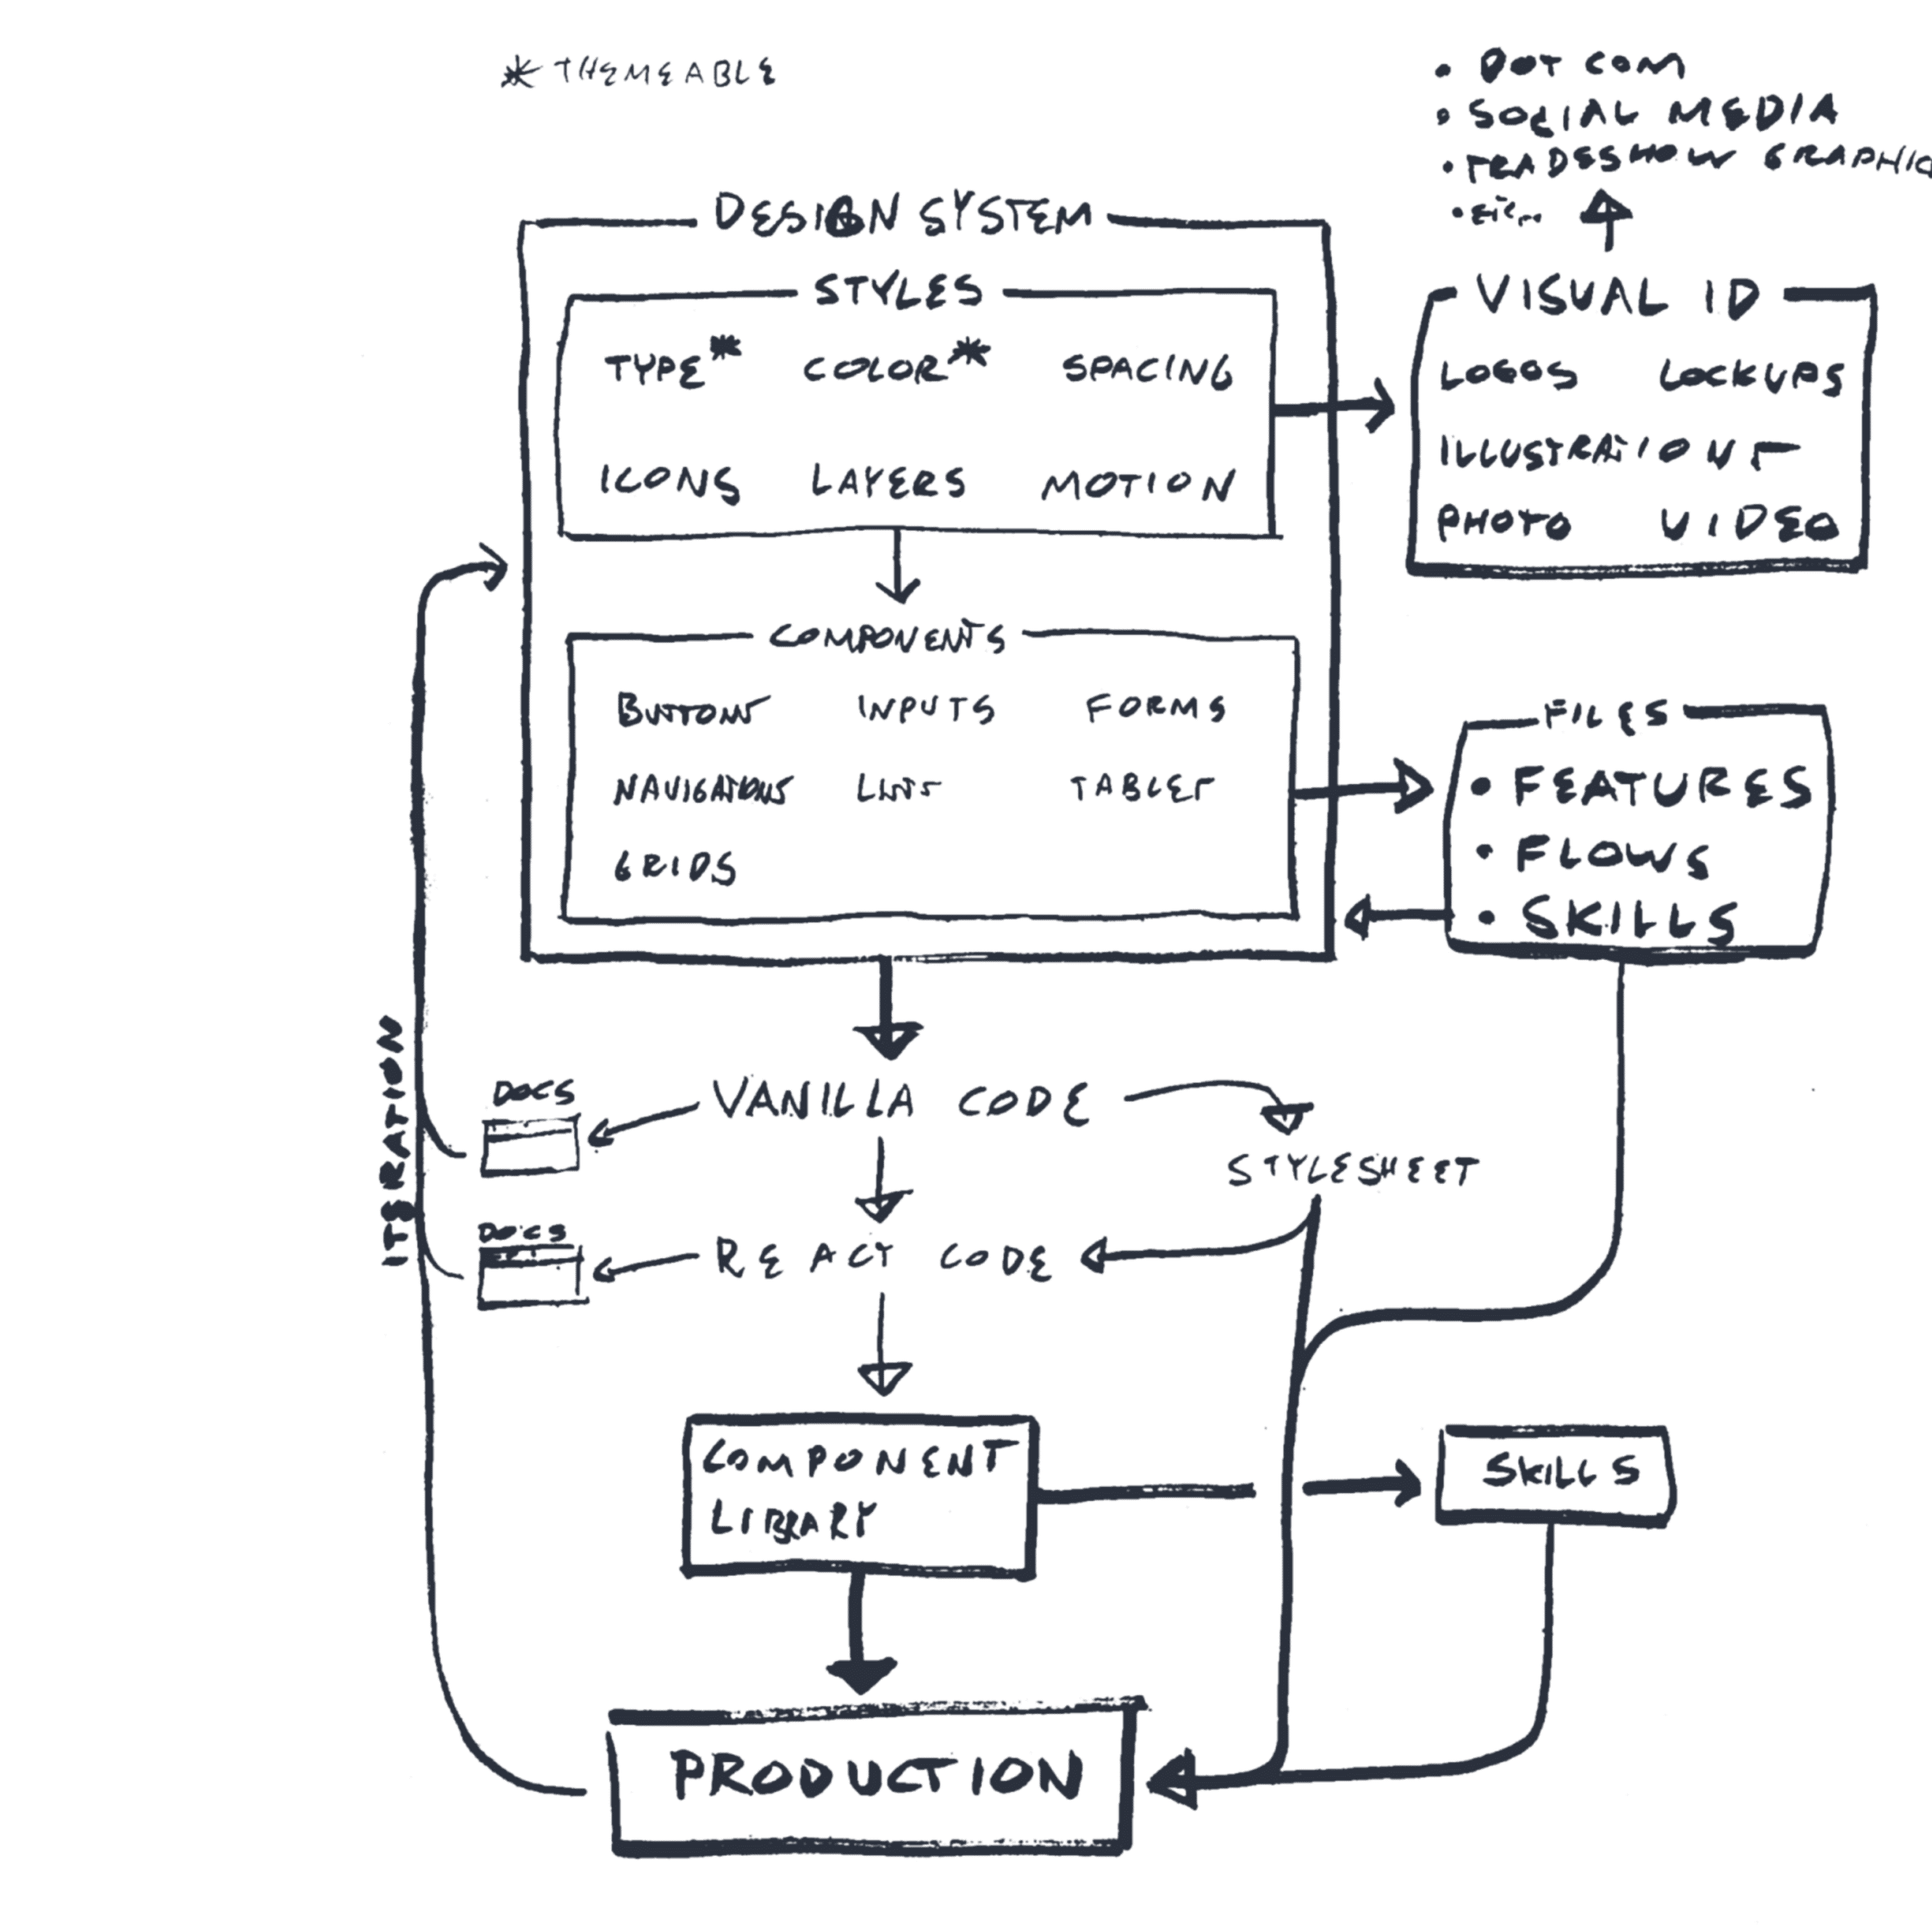 * THEMEABLE
• DOT COM
• SOCIAL MEDIA
• TRADESHOW GRAPHIC
• ETC..
DESIGN SYSTEM
STYLES
TYPE* COLOR* SPACING
ICONS LAYERS MOTION
VISUAL ID
LOGOS LOCKUPS
ILLUSTRATIONS
PHOTO VIDEO
COMPONENTS
BUTTONS INPUTS FORMS
NAVIGATIONS LISTS TABLES
GRIDS
FILES
• FEATURES
• FLOWS
• SKILLS
ITERATION
DOCS
VANILLA CODE
STYLESHEET
DOCS
REACT CODE
COMPONENT
LIBRARY
SKILLS
PRODUCTION